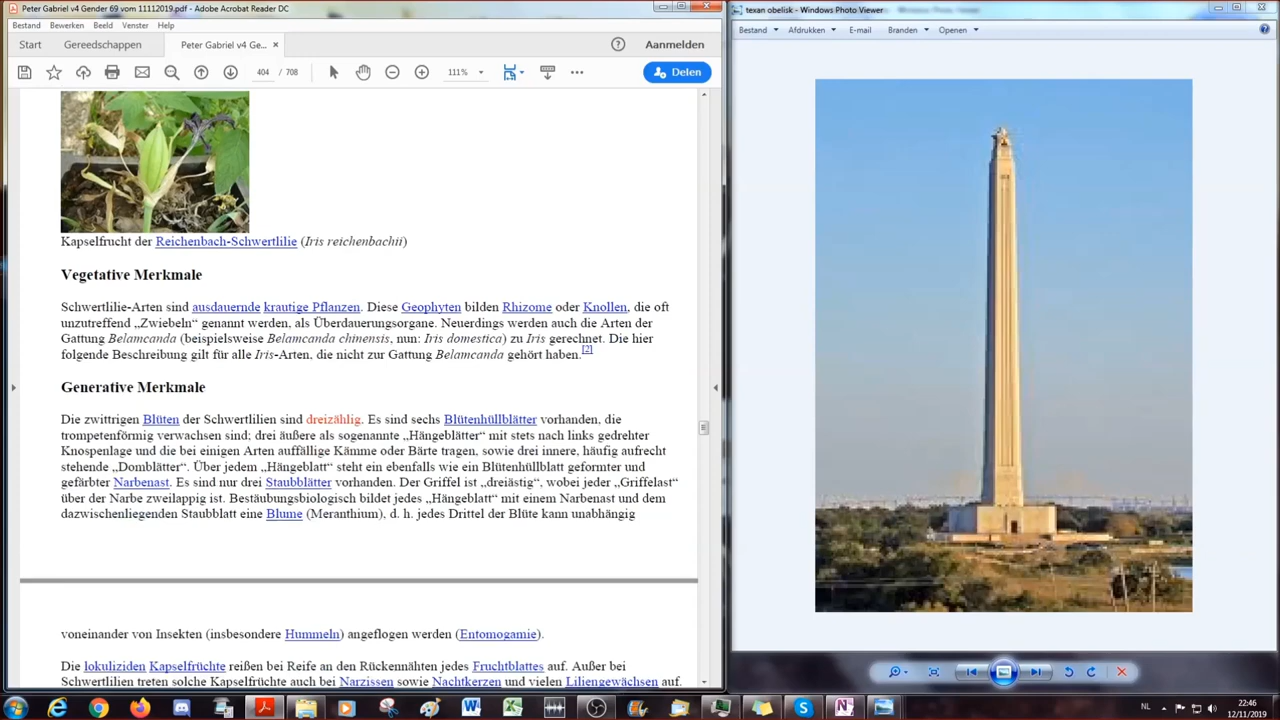 Peter Gabriel v4 Gender 69 vom 11112019.pdf - Adobe Acrobat Reader DC
Bestand Bewerken Beeld Venster Help
Start Gereedschappen Peter Gabriel v4 Ge... × Aanmelden
404 / 708 111% Delen
Kapselfrucht der Reichenbach-Schwertlilie (Iris reichenbachii)
Vegetative Merkmale
Schwertlilie-Arten sind ausdauernde krautige Pflanzen. Diese Geophyten bilden Rhizome oder Knollen, die oft
unzutreffend „Zwiebeln“ genannt werden, als Überdauerungsorgane. Neuerdings werden auch die Arten der
Gattung Belamcanda (beispielsweise Belamcanda chinensis, nun: Iris domestica) zu Iris gerechnet. Die hier
folgende Beschreibung gilt für alle Iris-Arten, die nicht zur Gattung Belamcanda gehört haben.[2]
Generative Merkmale
Die zwittrigen Blüten der Schwertlilien sind dreizählig. Es sind sechs Blütenhüllblätter vorhanden, die
trompetenförmig verwachsen sind; drei äußere als sogenannte „Hängeblätter“ mit stets nach links gedrehter
Knospenlage und die bei einigen Arten auffällige Kämme oder Bärte tragen, sowie drei innere, häufig aufrecht
stehende „Domblätter“. Über jedem „Hängeblatt“ steht ein ebenfalls wie ein Blütenhüllblatt geformter und
gefärbter Narbenast. Es sind nur drei Staubblätter vorhanden. Der Griffel ist „dreiästig“, wobei jeder „Griffelast“
über der Narbe zweilappig ist. Bestäubungsbiologisch bildet jedes „Hängeblatt“ mit einem Narbenast und dem
dazwischenliegenden Staubblatt eine Blume (Meranthium), d. h. jedes Drittel der Blüte kann unabhängig
voneinander von Insekten (insbesondere Hummeln) angeflogen werden (Entomogamie).
Die lokuliziden Kapselfrüchte reißen bei Reife an den Rückennähten jedes Fruchtblattes auf. Außer bei
Schwertlilien treten solche Kapselfrüchte auch bei Narzissen sowie Nachtkerzen und vielen Liliengewächsen auf.
texan obelisk - Windows Photo Viewer
Bestand Afdrukken E-mail Branden Openen
NL 22:46
12/11/2019